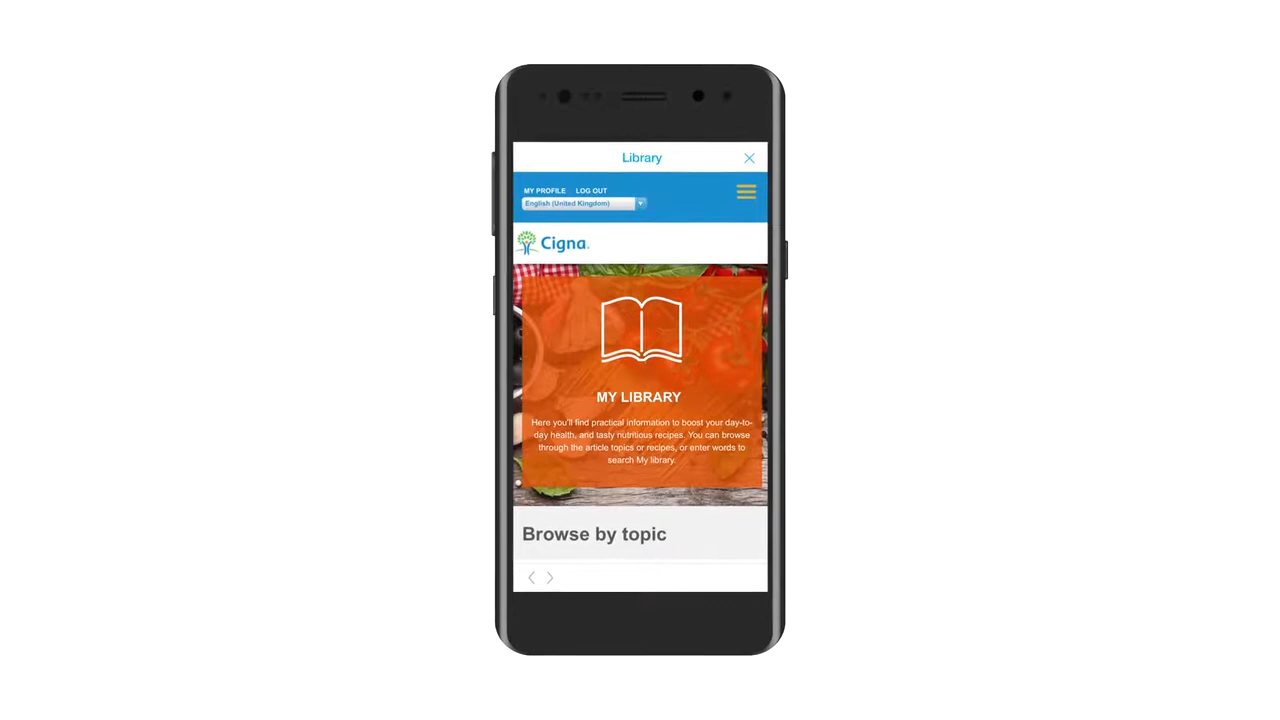 Library
MY PROFILE LOG OUT
English (United Kingdom)
Cigna.
MY LIBRARY
Here you'll find practical information to boost your day-to-
day health, and tasty nutritious recipes. You can browse
through the article topics or recipes, or enter words to
search My library.
Browse by topic